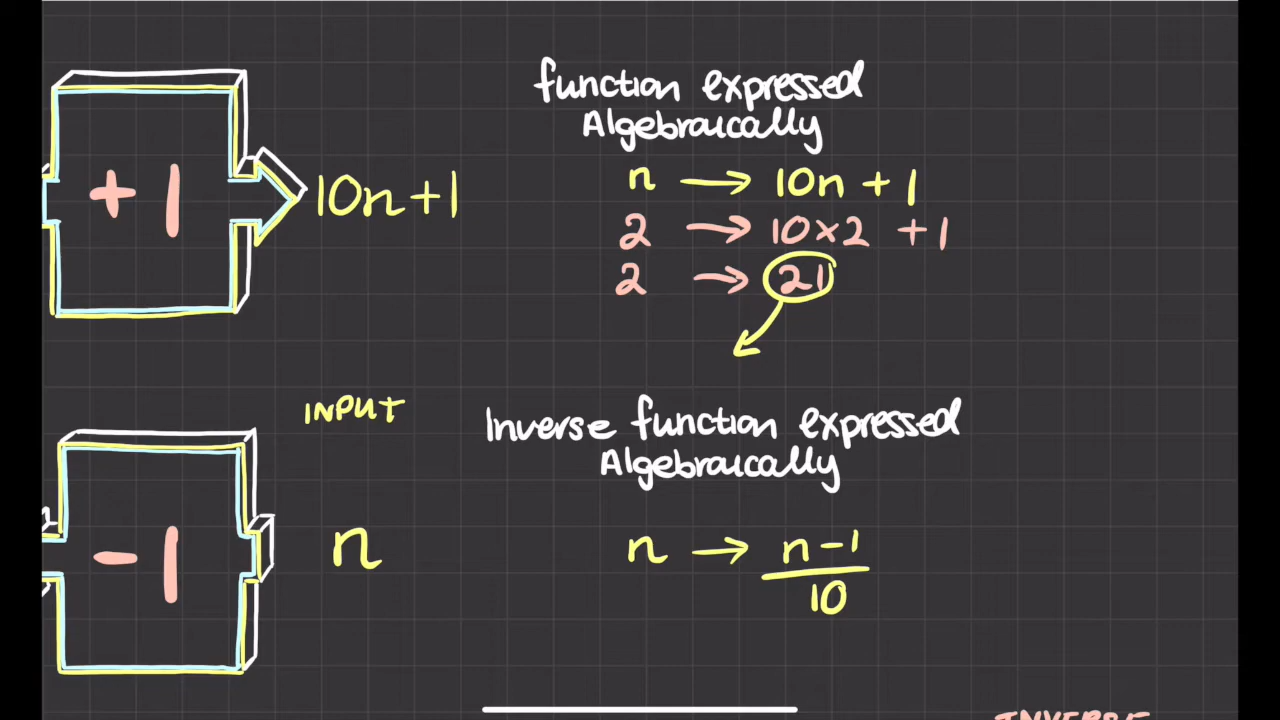 function expressed
Algebraically
+ 1
10n+1
n → 10n + 1
2 → 10×2 + 1
2 → 21
INPUT
Inverse function expressed
Algebraically
- 1
n
n → n - 1
10
INVERSE